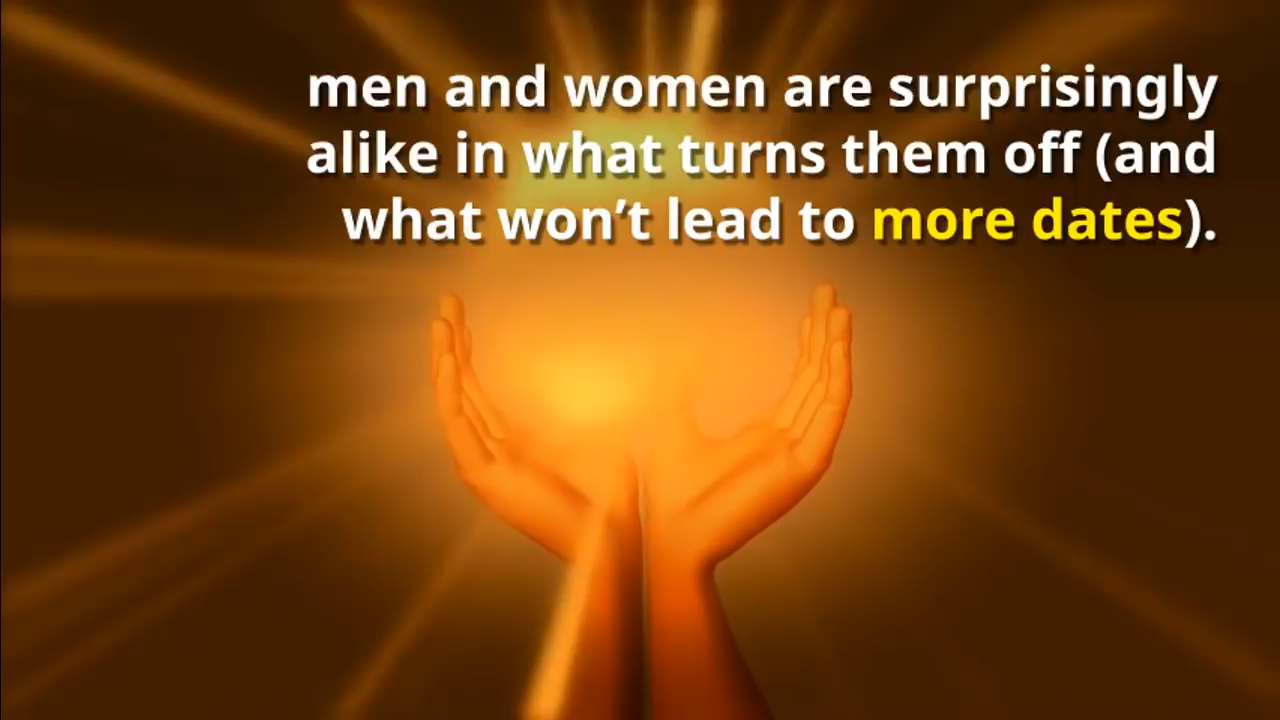 men and women are surprisingly
alike in what turns them off (and
what won’t lead to more dates).